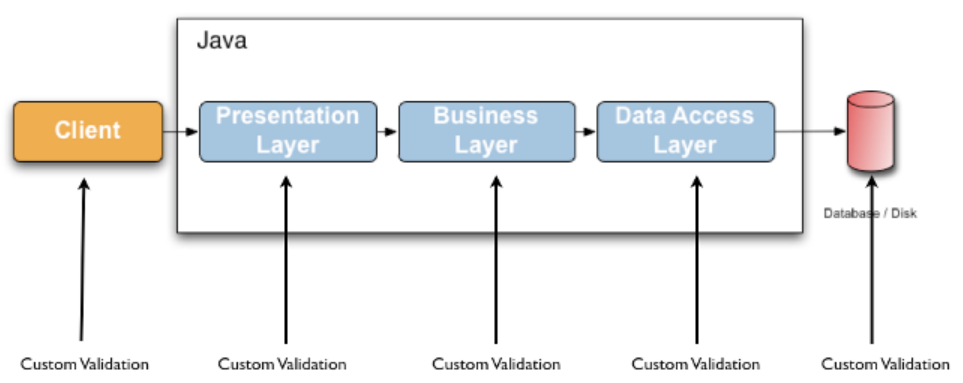 Java
Client
Presentation
Layer
Business
Layer
Data Access
Layer
Database / Disk
Custom Validation
Custom Validation
Custom Validation
Custom Validation
Custom Validation